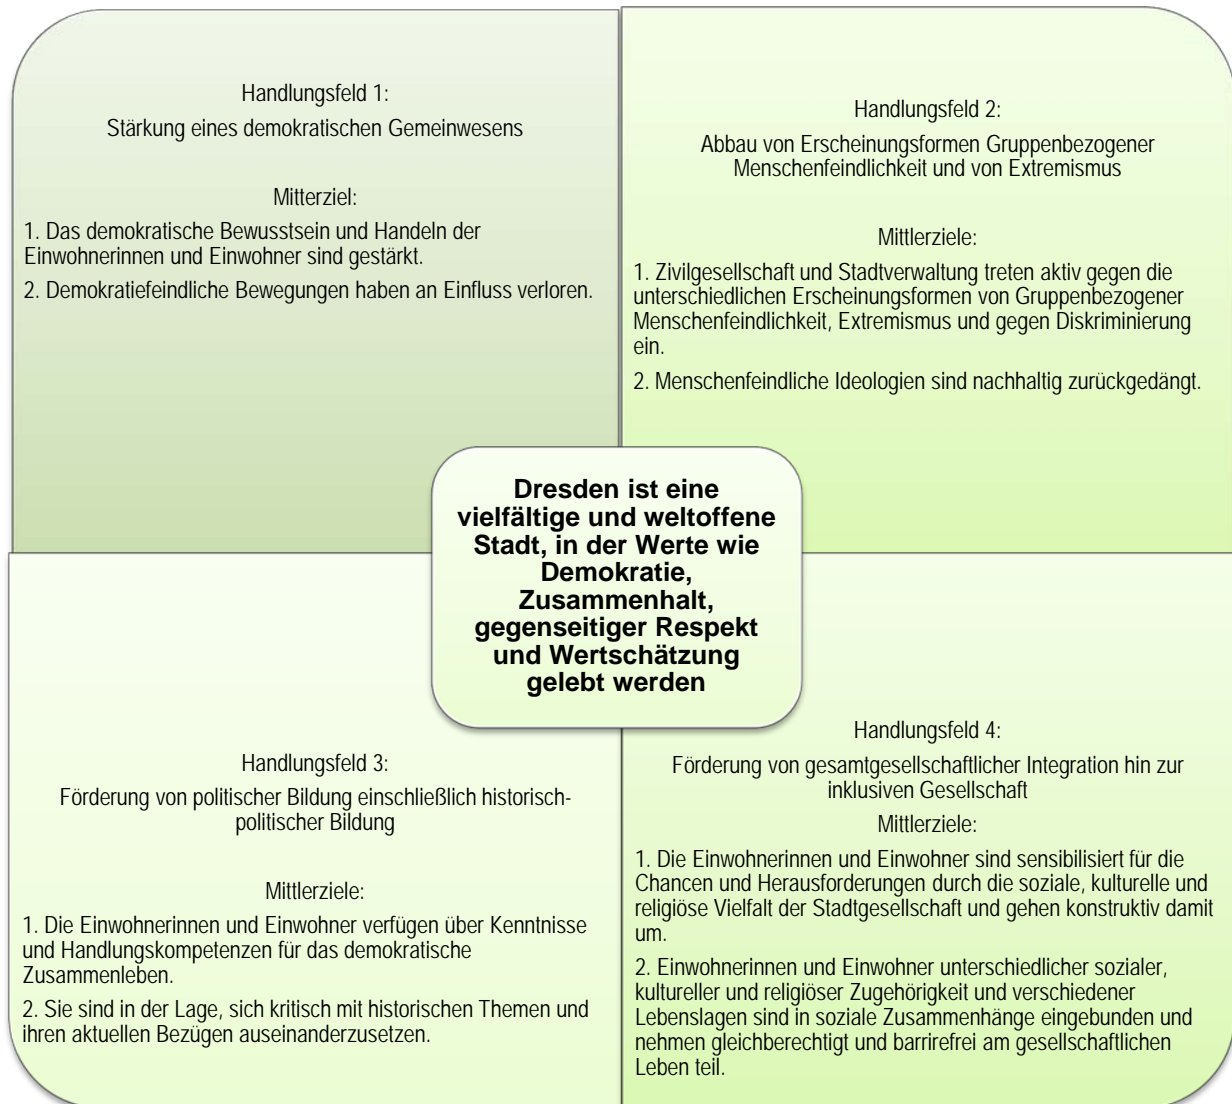 Handlungsfeld 1:
Stärkung eines demokratischen Gemeinwesens
Mitterziel:
1. Das demokratische Bewusstsein und Handeln der
Einwohnerinnen und Einwohner sind gestärkt.
2. Demokratiefeindliche Bewegungen haben an Einfluss verloren.
Handlungsfeld 2:
Abbau von Erscheinungsformen Gruppenbezogener
Menschenfeindlichkeit und von Extremismus
Mittlerziele:
1. Zivilgesellschaft und Stadtverwaltung treten aktiv gegen die
unterschiedlichen Erscheinungsformen von Gruppenbezogener
Menschenfeindlichkeit, Extremismus und gegen Diskriminierung
ein.
2. Menschenfeindliche Ideologien sind nachhaltig zurückgedängt.
Dresden ist eine
vielfältige und weltoffene
Stadt, in der Werte wie
Demokratie,
Zusammenhalt,
gegenseitiger Respekt
und Wertschätzung
gelebt werden
Handlungsfeld 3:
Förderung von politischer Bildung einschließlich historisch-
politischer Bildung
Mittlerziele:
1. Die Einwohnerinnen und Einwohner verfügen über Kenntnisse
und Handlungskompetenzen für das demokratische
Zusammenleben.
2. Sie sind in der Lage, sich kritisch mit historischen Themen und
ihren aktuellen Bezügen auseinanderzusetzen.
Handlungsfeld 4:
Förderung von gesamtgesellschaftlicher Integration hin zur
inklusiven Gesellschaft
Mittlerziele:
1. Die Einwohnerinnen und Einwohner sind sensibilisiert für die
Chancen und Herausforderungen durch die soziale, kulturelle und
religiöse Vielfalt der Stadtgesellschaft und gehen konstruktiv damit
um.
2. Einwohnerinnen und Einwohner unterschiedlicher sozialer,
kultureller und religiöser Zugehörigkeit und verschiedener
Lebenslagen sind in soziale Zusammenhänge eingebunden und
nehmen gleichberechtigt und barrirefrei am gesellschaftlichen
Leben teil.